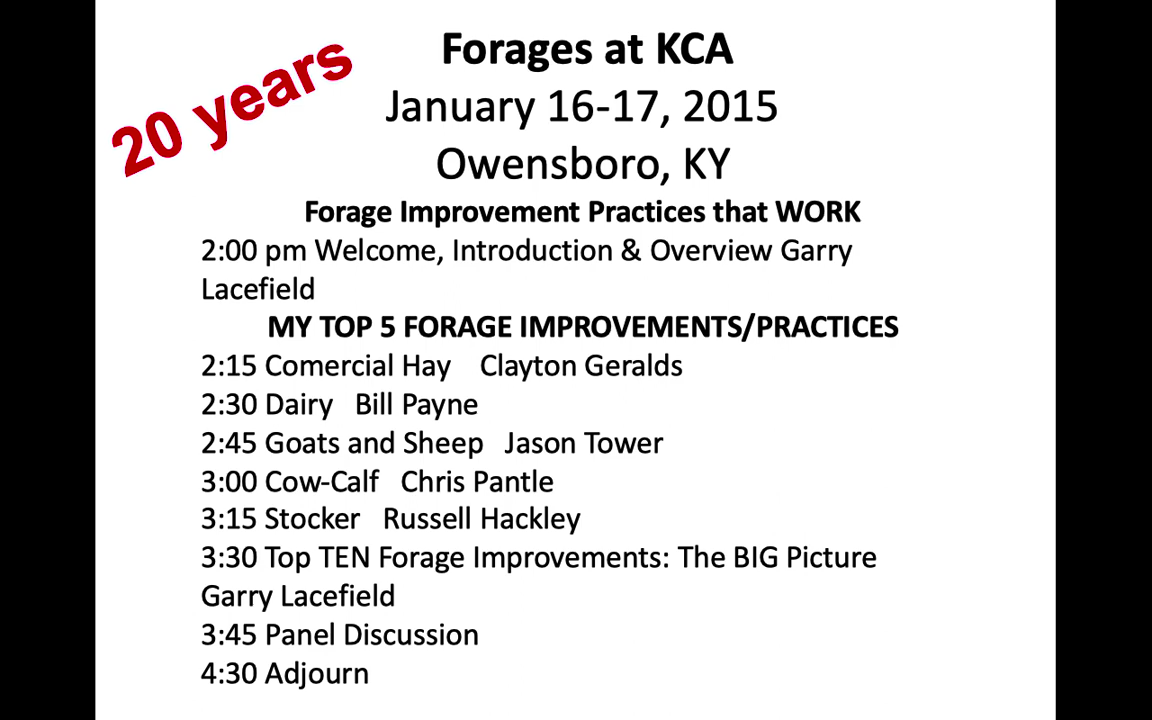 20 years
Forages at KCA
January 16-17, 2015
Owensboro, KY
Forage Improvement Practices that WORK
2:00 pm Welcome, Introduction & Overview Garry
Lacefield
MY TOP 5 FORAGE IMPROVEMENTS/PRACTICES
2:15 Comercial Hay Clayton Geralds
2:30 Dairy Bill Payne
2:45 Goats and Sheep Jason Tower
3:00 Cow-Calf Chris Pantle
3:15 Stocker Russell Hackley
3:30 Top TEN Forage Improvements: The BIG Picture
Garry Lacefield
3:45 Panel Discussion
4:30 Adjourn